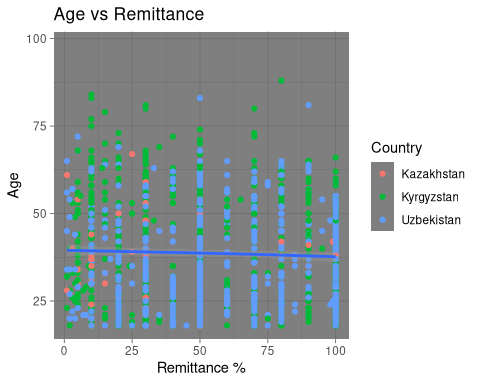 Age vs Remittance
100
75
50
25
Age
0
25
50
75
100
Remittance %
Country
Kazakhstan
Kyrgyzstan
Uzbekistan